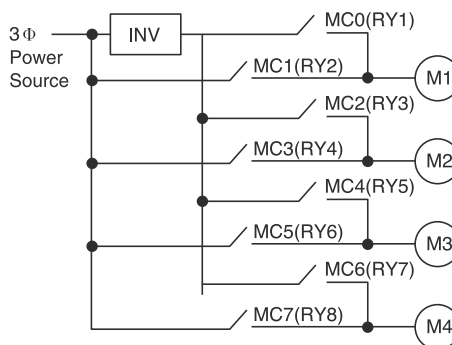 3Φ
Power
Source
INV
MC0(RY1)
MC1(RY2)
M1
MC2(RY3)
MC3(RY4)
M2
MC4(RY5)
MC5(RY6)
M3
MC6(RY7)
MC7(RY8)
M4